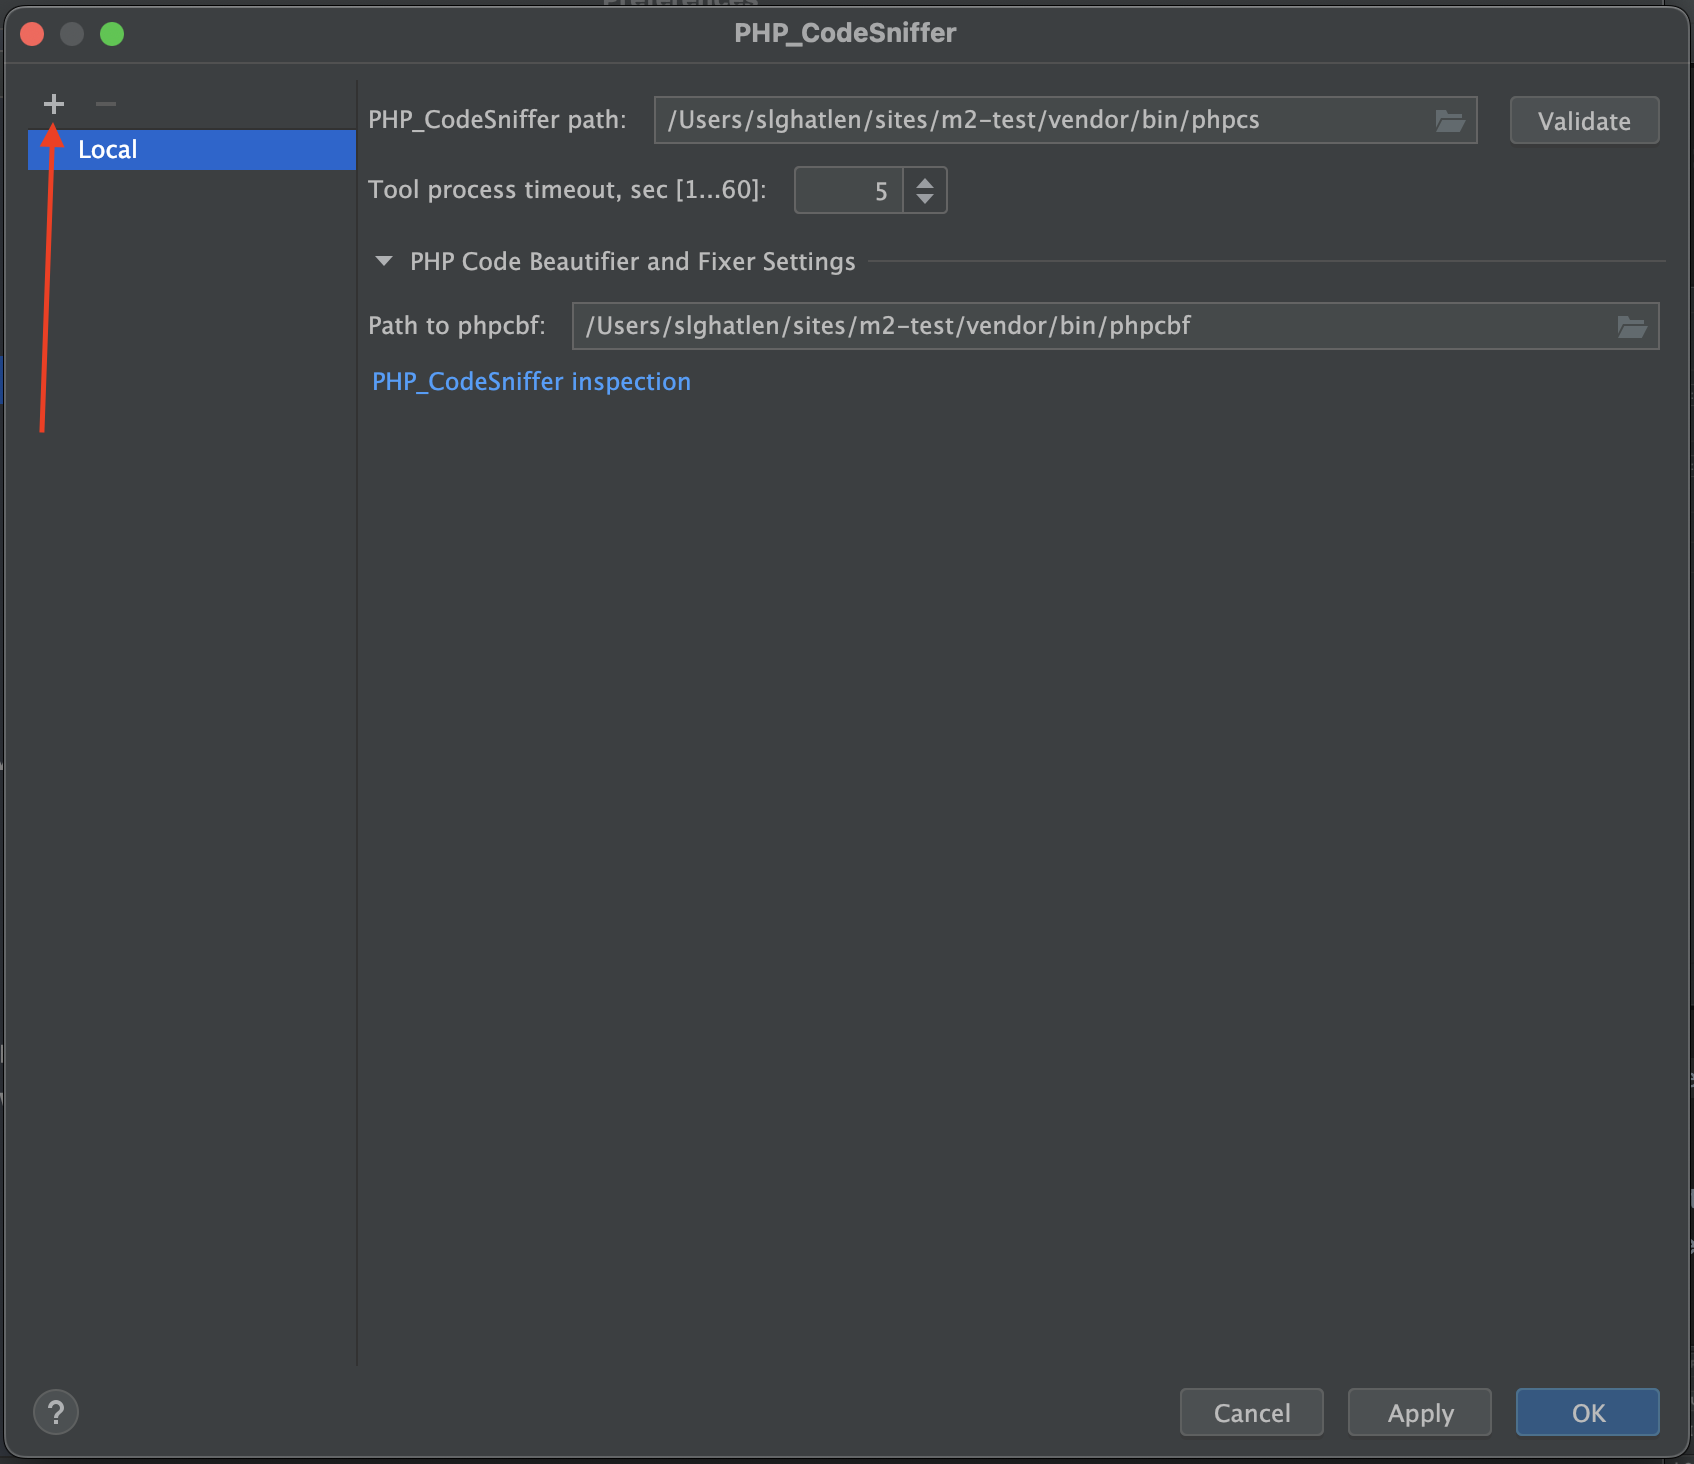 Preferences
PHP_CodeSniffer
Local
PHP_CodeSniffer path: /Users/slghatlen/sites/m2-test/vendor/bin/phpcs Validate
Tool process timeout, sec [1...60]: 5
PHP Code Beautifier and Fixer Settings
Path to phpcbf: /Users/slghatlen/sites/m2-test/vendor/bin/phpcbf
PHP_CodeSniffer inspection
? Cancel Apply OK